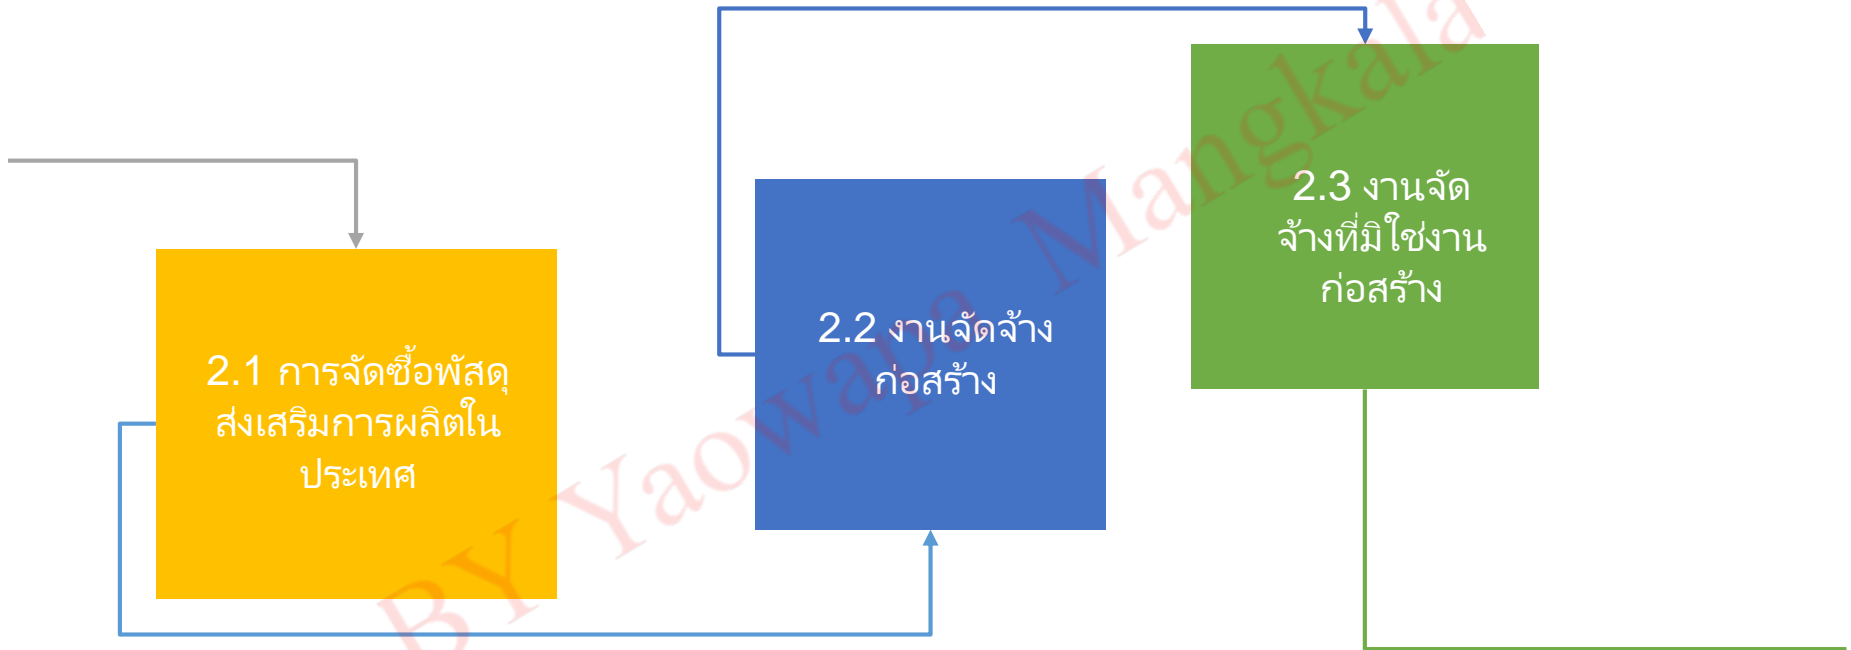 2.1 การจัดซื้อพัสดุ
ส่งเสริมการผลิตใน
ประเทศ
2.2 งานจัดจ้าง
ก่อสร้าง
2.3 งานจัด
จ้างที่มิใช่งาน
ก่อสร้าง
BY Yaowapa Mangkala